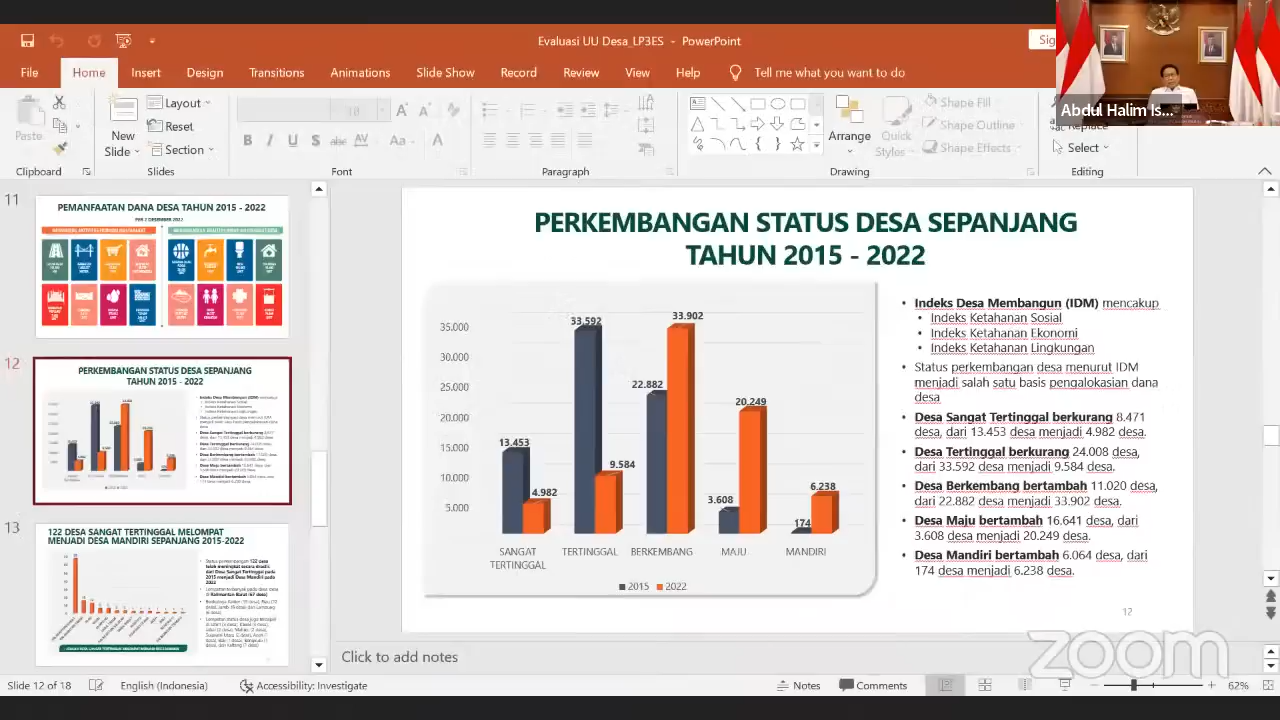 Evaluasi UU Desa_LP3ES - PowerPoint
Sig
Abdul Halim Is...
File Home Insert Design Transitions Animations Slide Show Record Review View Help Tell me what you want to do
Paste
New Slide
Layout
Reset
Section
10
B I U S abc AV Aa A
Arrange
Quick Styles
Shape Fill
Shape Outline
Shape Effects
Replace
Select
Clipboard Slides Font Paragraph Drawing Editing
11
PEMANFAATAN DANA DESA TAHUN 2015 - 2022
12
PERKEMBANGAN STATUS DESA SEPANJANG
TAHUN 2015 - 2022
13
122 DESA SANGAT TERTINGGAL MELOMPAT
MENJADI DESA MANDIRI SEPANJANG 2015-2022
PERKEMBANGAN STATUS DESA SEPANJANG
TAHUN 2015 - 2022
35.000
30.000
25.000
20.000
15.000
10.000
5.000
13.453
4.982
33.592
9.584
22.882
33.902
3.608
20.249
174
6.238
SANGAT TERTINGGAL
TERTINGGAL
BERKEMBANG
MAJU
MANDIRI
2015 2022
• Indeks Desa Membangun (IDM) mencakup
• Indeks Ketahanan Sosial
• Indeks Ketahanan Ekonomi
• Indeks Ketahanan Lingkungan
• Status perkembangan desa menurut IDM
menjadi salah satu basis pengalokasian dana
desa.
• Desa Sangat Tertinggal berkurang 8.471
desa, dari 13.453 desa menjadi 4.982.
• Desa Tertinggal berkurang 24.008 desa,
dari 33.592 desa menjadi 9.584 desa.
• Desa Berkembang bertambah 11.020 desa,
dari 22.882 desa menjadi 33.902.
• Desa Maju bertambah 16.641 desa, dari
3.608 desa menjadi 20.249 desa.
• Desa Mandiri bertambah 6.064 desa, dari
174 desa menjadi 6.238 desa.
12
Click to add notes
zoom
Slide 12 of 18 English (Indonesia) Accessibility: Investigate Notes Comments 62%